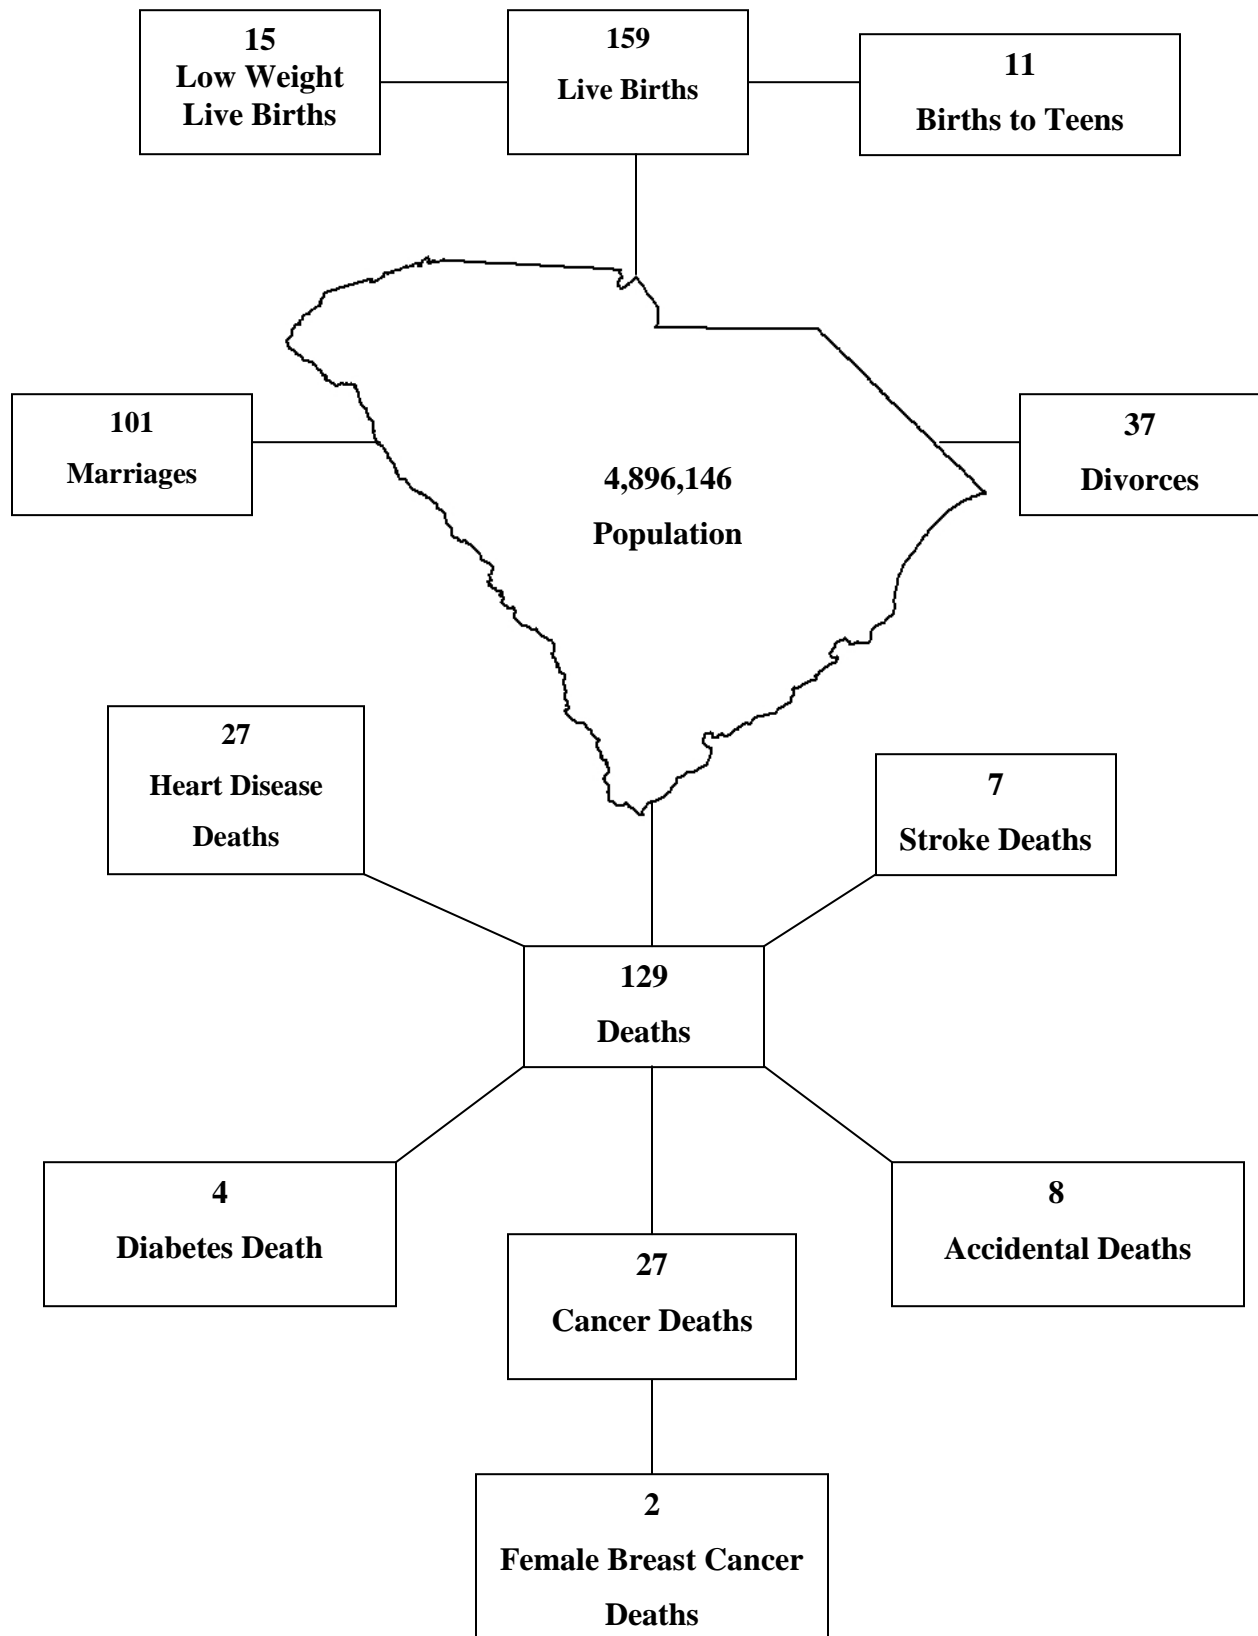 15
Low Weight
Live Births
159
Live Births
11
Births to Teens
101
Marriages
4,896,146
Population
37
Divorces
27
Heart Disease
Deaths
7
Stroke Deaths
129
Deaths
4
Diabetes Death
27
Cancer Deaths
8
Accidental Deaths
2
Female Breast Cancer
Deaths